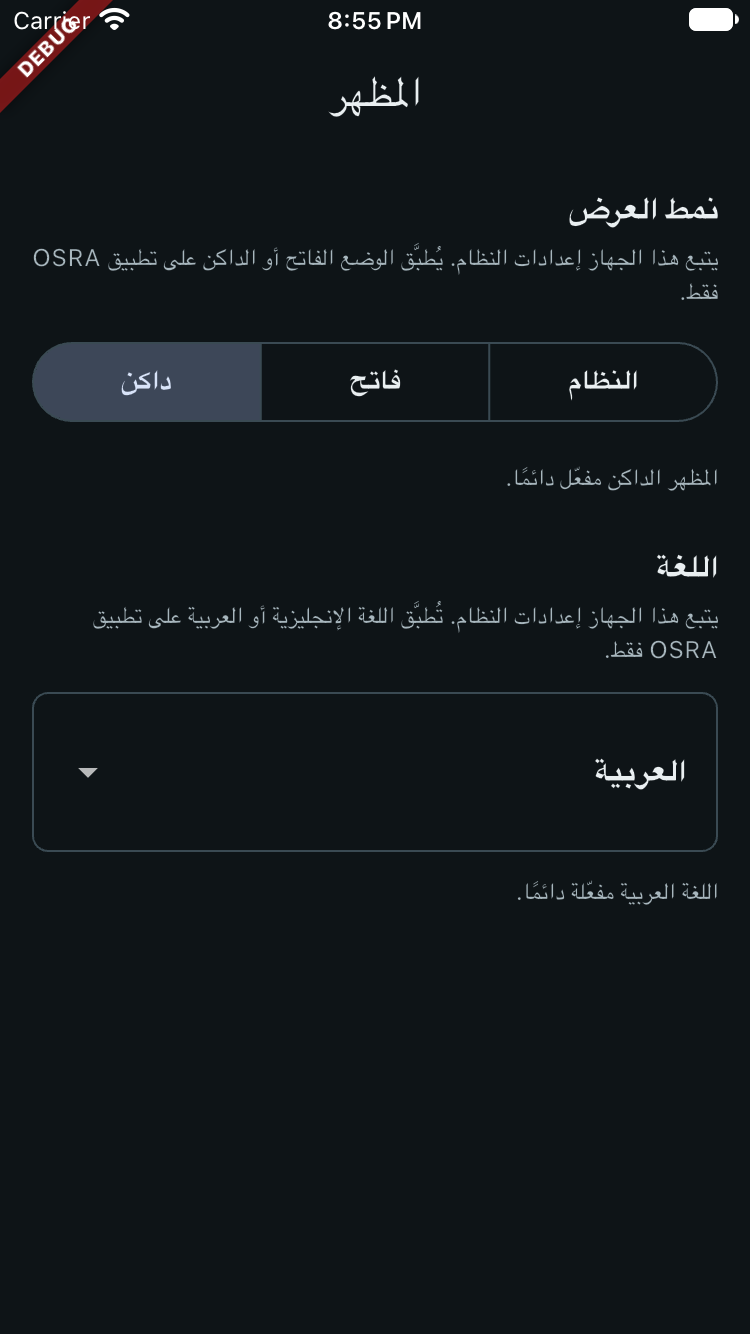 Carrier
8:55 PM
DEBUG
المظهر
نمط العرض
يتبع هذا الجهاز إعدادات النظام. يُطبَّق الوضع الفاتح أو الداكن على تطبيق OSRA
فقط.
النظام
فاتح
داكن
المظهر الداكن مفعّل دائمًا.
اللغة
يتبع هذا الجهاز إعدادات النظام. تُطبَّق اللغة الإنجليزية أو العربية على تطبيق
OSRA فقط.
العربية
اللغة العربية مفعّلة دائمًا.